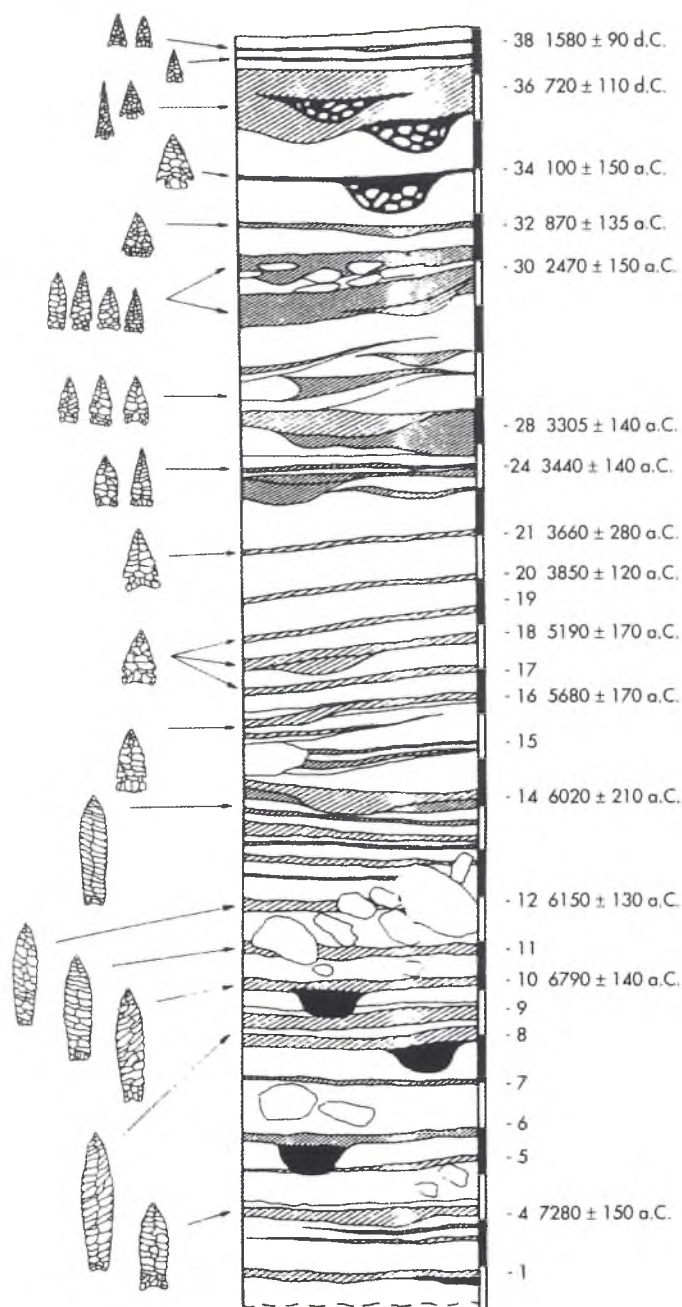 - 38 1580 ± 90 d.C.
- 36 720 ± 110 d.C.
- 34 100 ± 150 a.C.
- 32 870 ± 135 a.C.
- 30 2470 ± 150 a.C.
- 28 3305 ± 140 a.C.
-24 3440 ± 140 a.C.
- 21 3660 ± 280 a.C.
- 20 3850 ± 120 a.C.
- 19
- 18 5190 ± 170 a.C.
- 17
- 16 5680 ± 170 a.C.
- 15
- 14 6020 ± 210 a.C.
- 12 6150 ± 130 a.C.
- 11
- 10 6790 ± 140 a.C.
- 9
- 8
- 7
- 6
- 5
- 4 7280 ± 150 a.C.
- 1